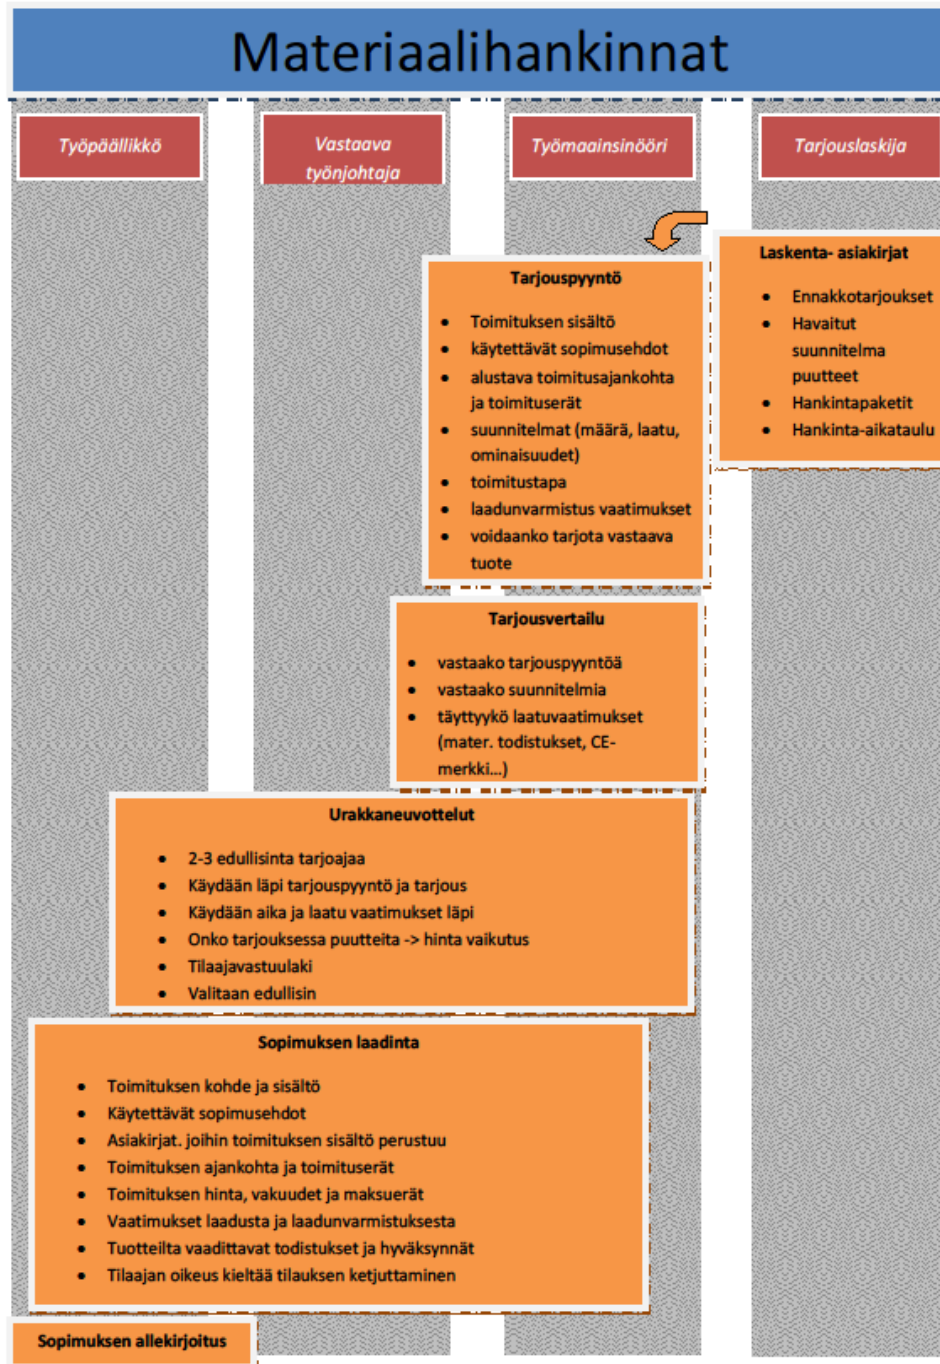 Materiaalihankinnat
Työpäällikkö
Vastaava
työnjohtaja
Työmaainsinööri
Tarjouslaskija
Laskenta- asiakirjat
• Ennakkotarjoukset
• Havaitut
suunnitelma
puutteet
• Hankintapaketit
• Hankinta-aikataulu
Tarjouspyyntö
• Toimituksen sisältö
• käytettävät sopimusehdot
• alustava toimitusajankohta
ja toimituserät
• suunnitelmat (määrä, laatu,
ominaisuudet)
• toimitustapa
• laadunvarmistus vaatimukset
• voidaanko tarjota vastaava
tuote
Tarjousvertailu
• vastaako tarjouspyyntöä
• vastaako suunnitelmia
• täyttyykö laatuvaatimukset
(mater. todistukset, CE-
merkki...)
Urakkaneuvottelut
• 2-3 edullisinta tarjoajaa
• Käydään läpi tarjouspyyntö ja tarjous
• Käydään aika ja laatu vaatimukset läpi
• Onko tarjouksessa puutteita -> hinta vaikutus
• Tilaajavastuulaki
• Valitaan edullisin
Sopimuksen laadinta
• Toimituksen kohde ja sisältö
• Käytettävät sopimusehdot
• Asiakirjat. joihin toimituksen sisältö perustuu
• Toimituksen ajankohta ja toimituserät
• Toimituksen hinta, vakuudet ja maksuerät
• Vaatimukset laadusta ja laadunvarmistuksesta
• Tuotteilta vaadittavat todistukset ja hyväksynnät
• Tilaajan oikeus kieltää tilauksen ketjuttaminen
Sopimuksen allekirjoitus